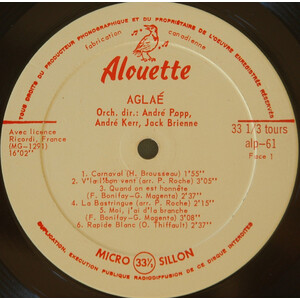 TOUS DROITS DU PRODUCTEUR PHONOGRAPHIQUE ET DU PROPRIÉTAIRE DE L'OEUVRE ENREGISTRÉE RÉSERVÉS
fabrication canadienne
Alouette
AGLAÉ
Orch. dir.: André Popp,
André Kerr, Jack Brienne
Avec licence
Ricordi, France
(MG-1291)
16'02"
33 1/3 tours
alp-61
Face 1
1. Carnaval (H. Brousseau) 1'55"
2. V'le l'bon vent (arr. P. Roche) 3'05"
3. Quand on est honnête
(F. Bonifay-G. Magenta) 3'02"
4. La Bastringue (arr. P. Roche) 2'15"
5. Moi, j'ai d'la branche
(F. Bonifay-G. Magenta) 3'08"
6. Rapide Blanc (O. Thiffault) 2'37"
MICRO 33⅓ SILLON
DUPLICATION, EXÉCUTION PUBLIQUE RADIODIFFUSION DE CE DISQUE INTERDITES